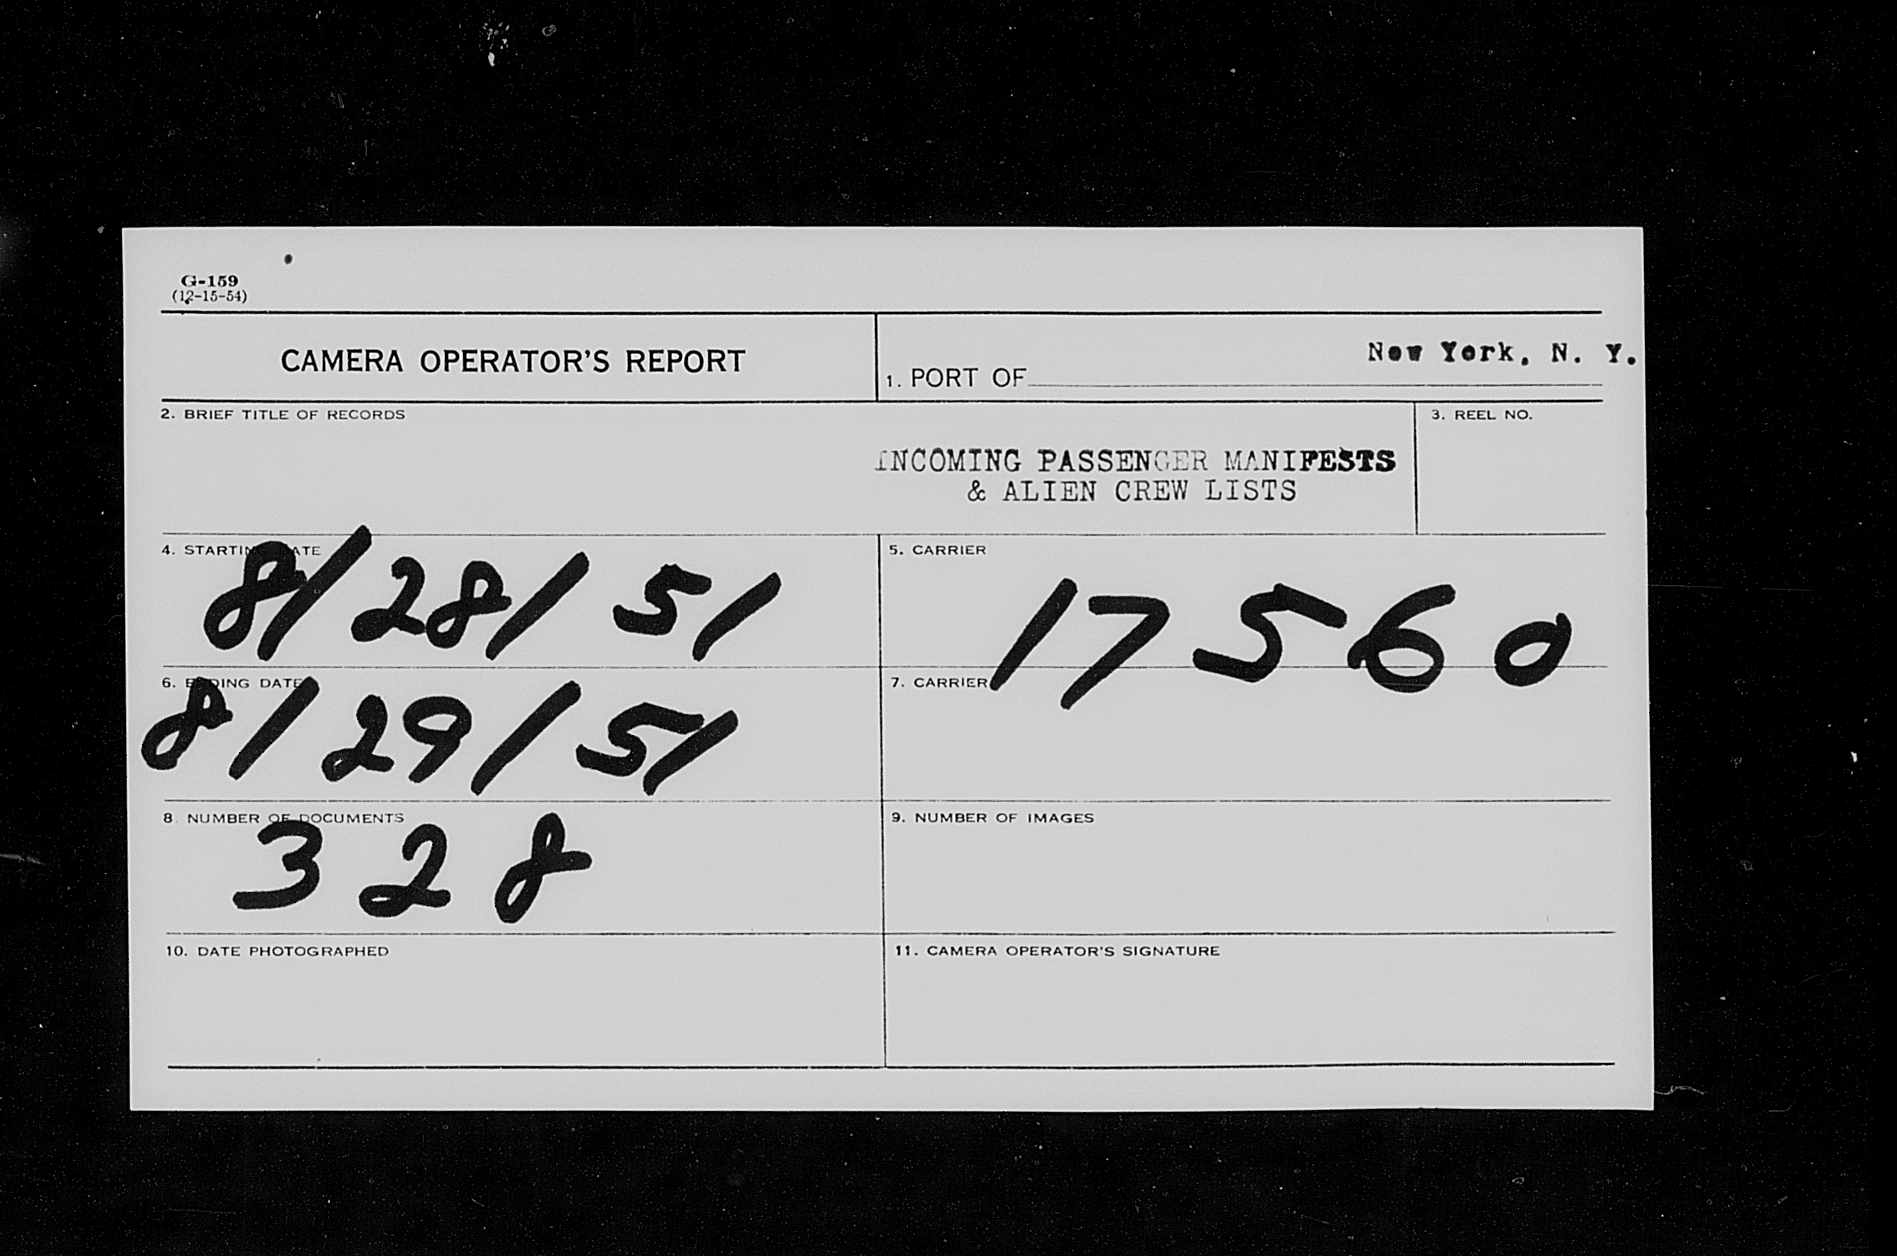 G-159
(12-15-54)
CAMERA OPERATOR'S REPORT
1. PORT OF New York, N. Y.
2. BRIEF TITLE OF RECORDS
INCOMING PASSENGER MANIFESTS
& ALIEN CREW LISTS
3. REEL NO.
4. STARTING DATE
8/28/51
5. CARRIER
17560
6. ENDING DATE
8/29/51
7. CARRIER
8. NUMBER OF DOCUMENTS
328
9. NUMBER OF IMAGES
10. DATE PHOTOGRAPHED
11. CAMERA OPERATOR'S SIGNATURE